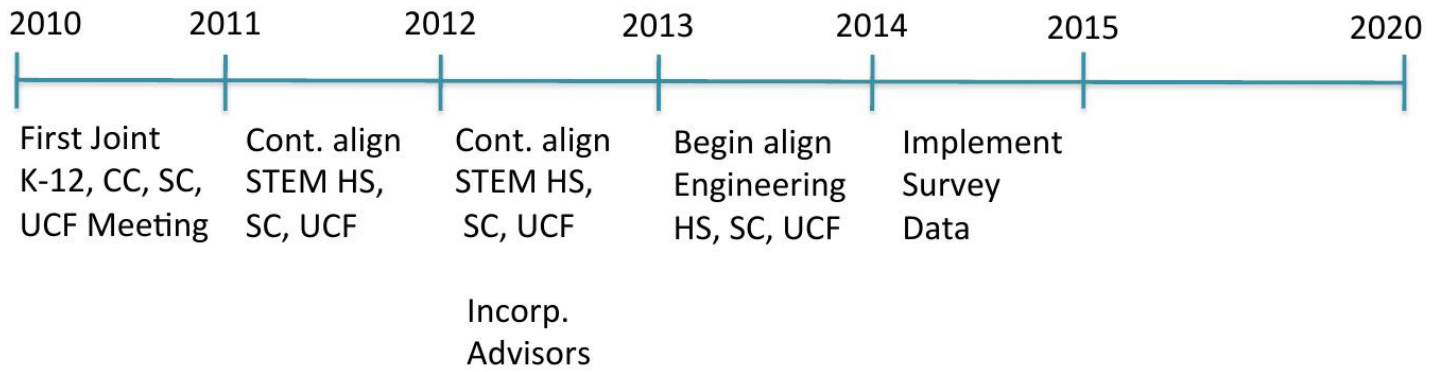 2010 2011 2012 2013 2014 2015 2020
First Joint
K-12, CC, SC,
UCF Meeting
Cont. align
STEM HS,
SC, UCF
Cont. align
STEM HS,
SC, UCF
Incorp.
Advisors
Begin align
Engineering
HS, SC, UCF
Implement
Survey
Data